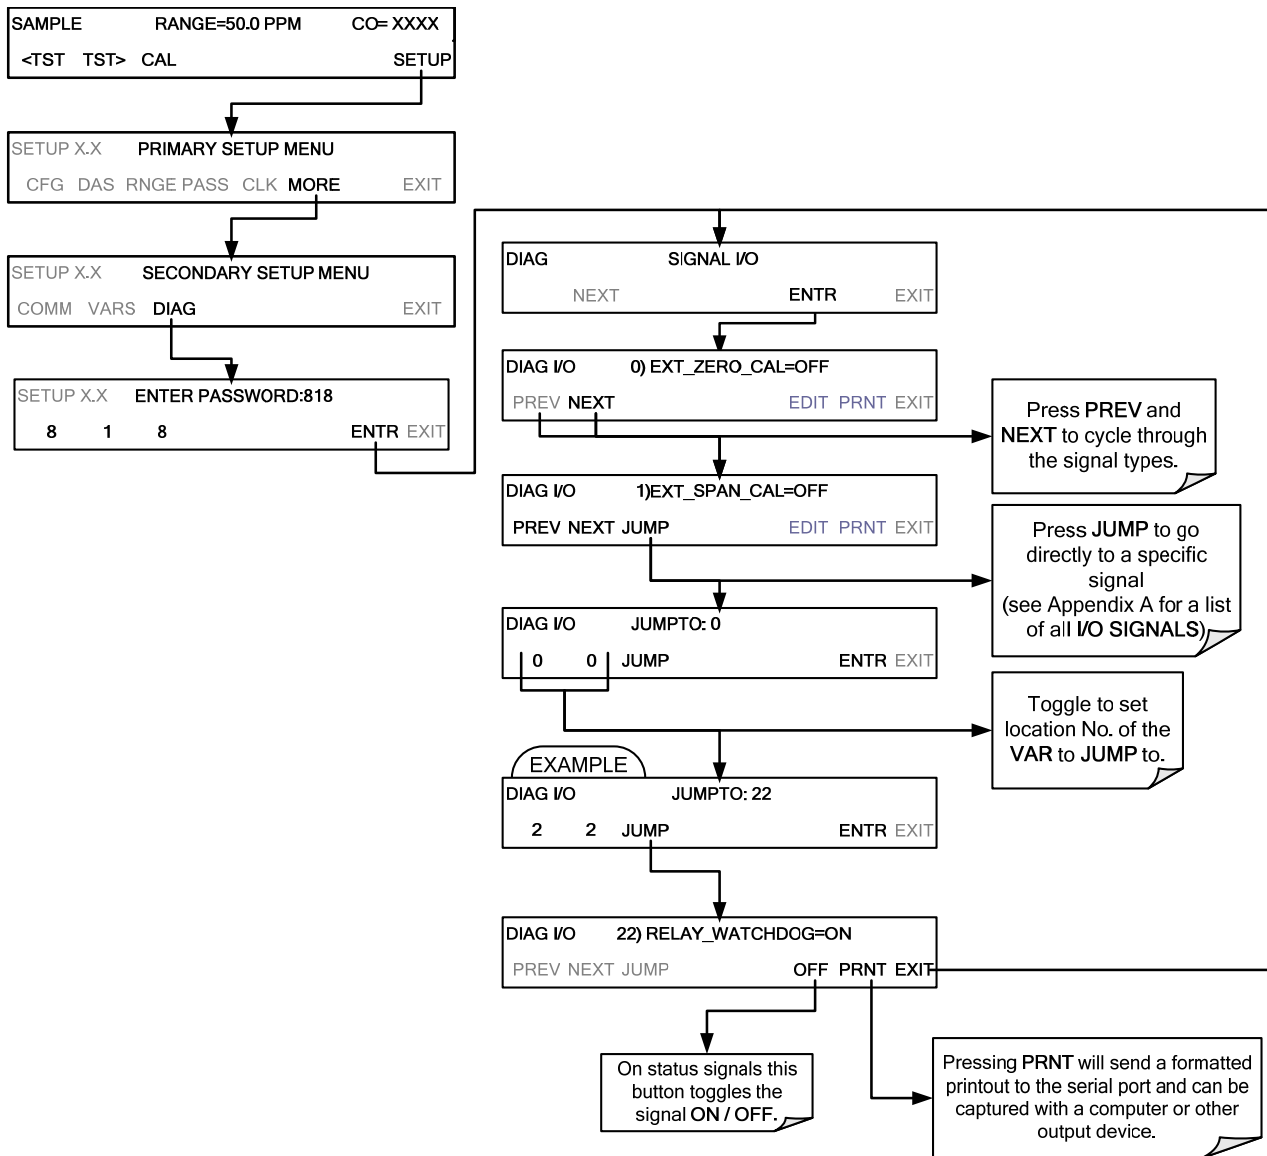 SAMPLE RANGE=50.0 PPM CO= XXXX
<TST TST> CAL SETUP
SETUP X.X PRIMARY SETUP MENU
CFG DAS RNGE PASS CLK MORE EXIT
SETUP X.X SECONDARY SETUP MENU
COMM VARS DIAG EXIT
SETUP X.X ENTER PASSWORD:818
8 1 8 ENTR EXIT
DIAG SIGNAL I/O
NEXT ENTR EXIT
DIAG I/O 0) EXT_ZERO_CAL=OFF
PREV NEXT EDIT PRNT EXIT
Press PREV and
NEXT to cycle through
the signal types.
DIAG I/O 1)EXT_SPAN_CAL=OFF
PREV NEXT JUMP EDIT PRNT EXIT
Press JUMP to go
directly to a specific
signal
(see Appendix A for a list
of all I/O SIGNALS)
DIAG I/O JUMPTO: 0
0 0 JUMP ENTR EXIT
Toggle to set
location No. of the
VAR to JUMP to.
EXAMPLE
DIAG I/O JUMPTO: 22
2 2 JUMP ENTR EXIT
DIAG I/O 22) RELAY_WATCHDOG=ON
PREV NEXT JUMP OFF PRNT EXIT
On status signals this
button toggles the
signal ON / OFF.
Pressing PRNT will send a formatted
printout to the serial port and can be
captured with a computer or other
output device.